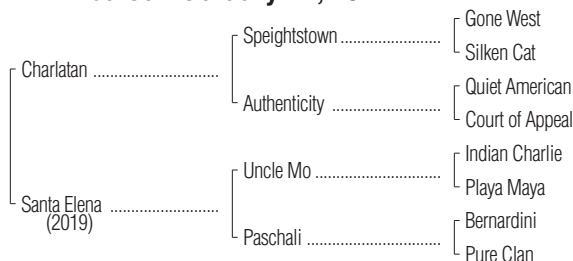 Gone West
Speightstown
Silken Cat
Charlatan
Quiet American
Authenticity
Court of Appeal
Indian Charlie
Uncle Mo
Playa Maya
Santa Elena
(2019)
Bernardini
Paschali
Pure Clan